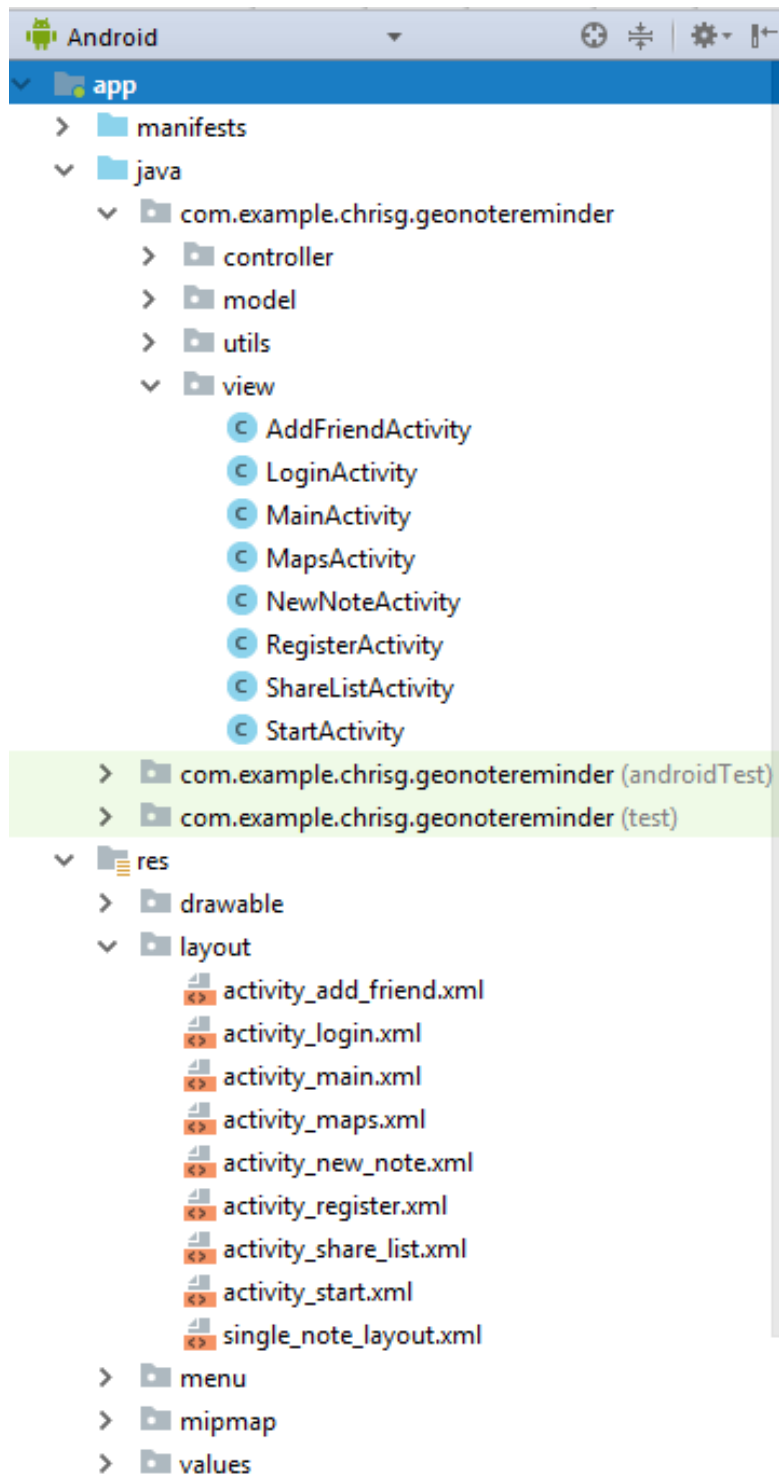 Android
app
manifests
java
com.example.chrisg.geonotereminder
controller
model
utils
view
C AddFriendActivity
C LoginActivity
C MainActivity
C MapsActivity
C NewNoteActivity
C RegisterActivity
C ShareListActivity
C StartActivity
com.example.chrisg.geonotereminder (androidTest)
com.example.chrisg.geonotereminder (test)
res
drawable
layout
activity_add_friend.xml
activity_login.xml
activity_main.xml
activity_maps.xml
activity_new_note.xml
activity_register.xml
activity_share_list.xml
activity_start.xml
single_note_layout.xml
menu
mipmap
values